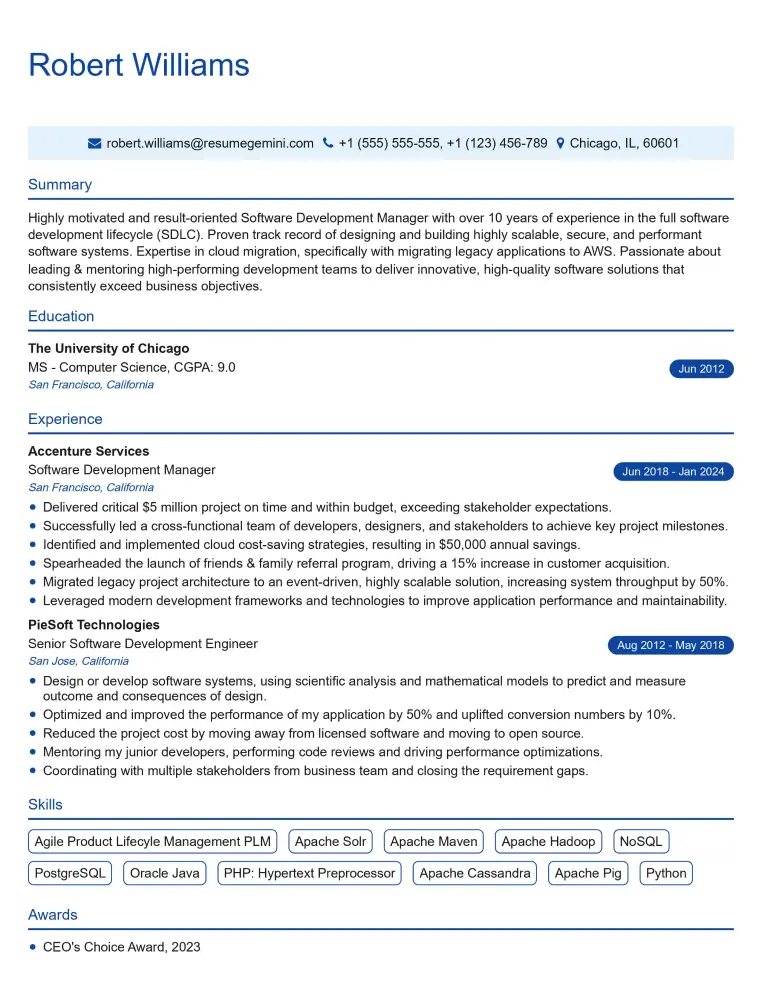 Robert Williams
robert.williams@resumegemini.com +1 (555) 555-555, +1 (123) 456-789 Chicago, IL, 60601
Summary
Highly motivated and result-oriented Software Development Manager with over 10 years of experience in the full software
development lifecycle (SDLC). Proven track record of designing and building highly scalable, secure, and performant
software systems. Expertise in cloud migration, specifically with migrating legacy applications to AWS. Passionate about
leading & mentoring high-performing development teams to deliver innovative, high-quality software solutions that
consistently exceed business objectives.
Education
The University of Chicago
MS - Computer Science, CGPA: 9.0 Jun 2012
San Francisco, California
Experience
Accenture Services
Software Development Manager Jun 2018 - Jan 2024
San Francisco, California
• Delivered critical $5 million project on time and within budget, exceeding stakeholder expectations.
• Successfully led a cross-functional team of developers, designers, and stakeholders to achieve key project milestones.
• Identified and implemented cloud cost-saving strategies, resulting in $50,000 annual savings.
• Spearheaded the launch of friends & family referral program, driving a 15% increase in customer acquisition.
• Migrated legacy project architecture to an event-driven, highly scalable solution, increasing system throughput by 50%.
• Leveraged modern development frameworks and technologies to improve application performance and maintainability.
PieSoft Technologies
Senior Software Development Engineer Aug 2012 - May 2018
San Jose, California
• Design or develop software systems, using scientific analysis and mathematical models to predict and measure
outcome and consequences of design.
• Optimized and improved the performance of my application by 50% and uplifted conversion numbers by 10%.
• Reduced the project cost by moving away from licensed software and moving to open source.
• Mentoring my junior developers, performing code reviews and driving performance optimizations.
• Coordinating with multiple stakeholders from business team and closing the requirement gaps.
Skills
Agile Product Lifecyle Management PLM Apache Solr Apache Maven Apache Hadoop NoSQL
PostgreSQL Oracle Java PHP: Hypertext Preprocessor Apache Cassandra Apache Pig Python
Awards
• CEO's Choice Award, 2023